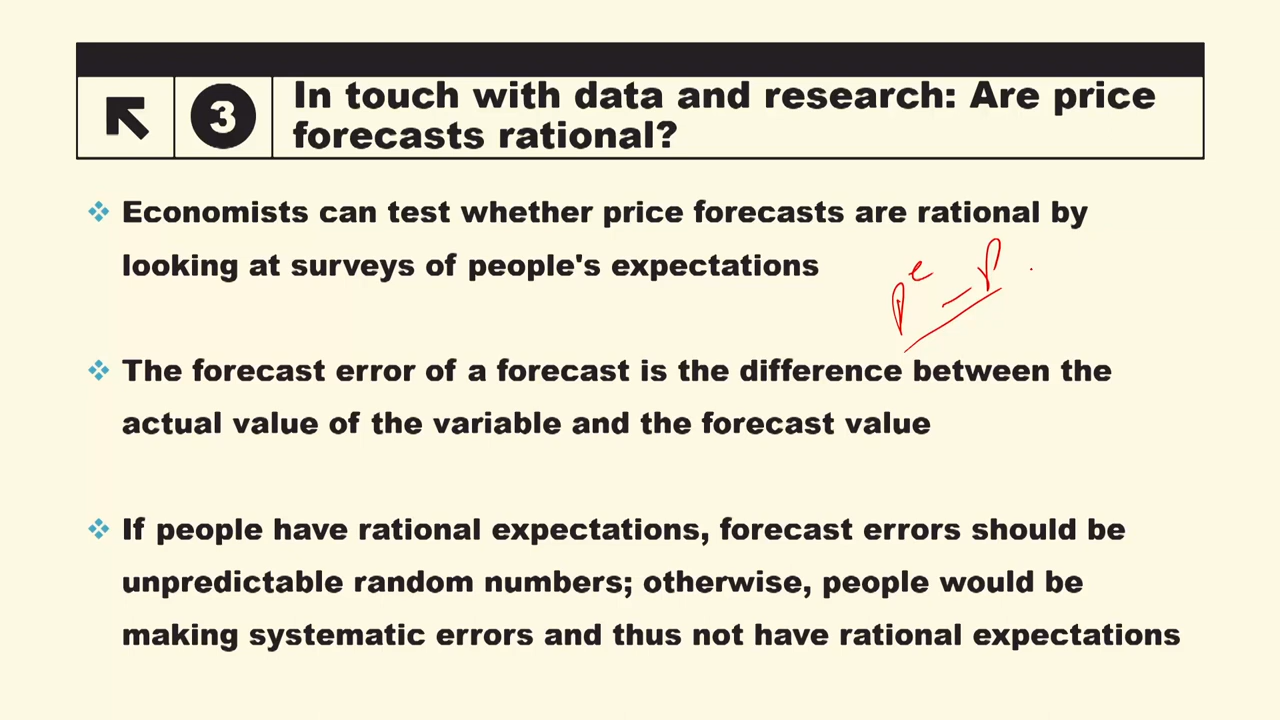 3
In touch with data and research: Are price
forecasts rational?
Economists can test whether price forecasts are rational by
looking at surveys of people's expectations
pᵉ - p
The forecast error of a forecast is the difference between the
actual value of the variable and the forecast value
If people have rational expectations, forecast errors should be
unpredictable random numbers; otherwise, people would be
making systematic errors and thus not have rational expectations